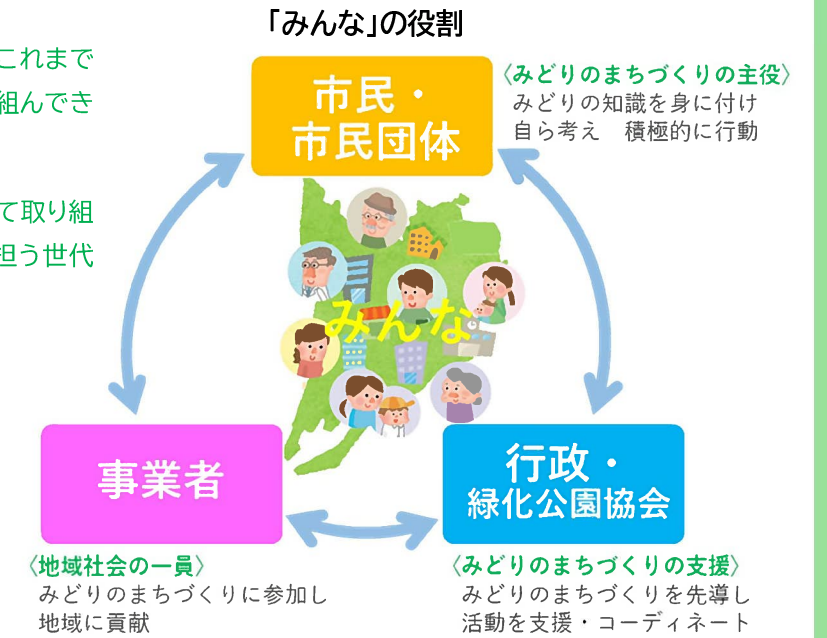 「みんな」の役割
これまで
組んでき
て取り組
担う世代
市民・
市民団体
〈みどりのまちづくりの主役〉
みどりの知識を身に付け
自ら考え　積極的に行動
みんな
事業者
〈地域社会の一員〉
みどりのまちづくりに参加し
地域に貢献
行政・
緑化公園協会
〈みどりのまちづくりの支援〉
みどりのまちづくりを先導し
活動を支援・コーディネート